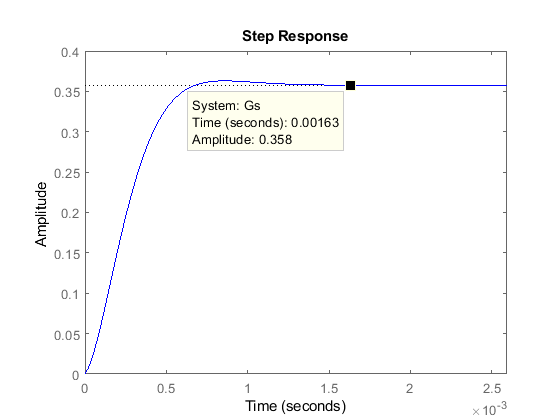 Step Response
0.4
0.35
0.3
0.25
0.2
0.15
0.1
0.05
0
Amplitude
System: Gs
Time (seconds): 0.00163
Amplitude: 0.358
0 0.5 1 1.5 2 2.5
Time (seconds)
×10⁻³